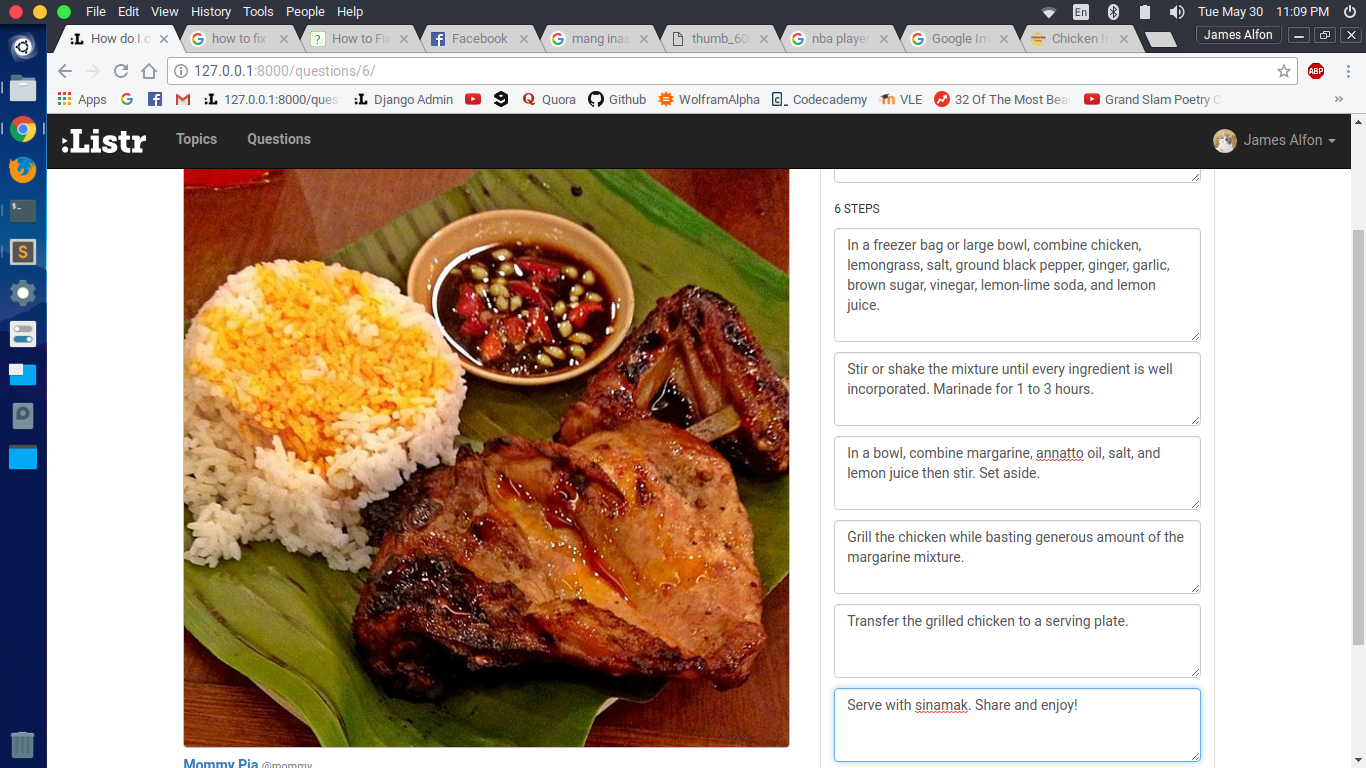 File Edit View History Tools People Help
En
Tue May 30 11:09 PM
:L How do I c
how to fix
How to Fix
Facebook
mang inas
thumb_600
nba player
Google Im
Chicken In
James Alfon
127.0.0.1:8000/questions/6/
ABP
Apps
:L 127.0.0.1:8000/ques
:L Django Admin
Quora
Github
WolframAlpha
Codecademy
VLE
32 Of The Most Bea
Grand Slam Poetry C
:Listr
Topics
Questions
James Alfon
6 STEPS
In a freezer bag or large bowl, combine chicken,
lemongrass, salt, ground black pepper, ginger, garlic,
brown sugar, vinegar, lemon-lime soda, and lemon
juice.
Stir or shake the mixture until every ingredient is well
incorporated. Marinade for 1 to 3 hours.
In a bowl, combine margarine, annatto oil, salt, and
lemon juice then stir. Set aside.
Grill the chicken while basting generous amount of the
margarine mixture.
Transfer the grilled chicken to a serving plate.
Serve with sinamak. Share and enjoy!
Mommy Pia @mommy